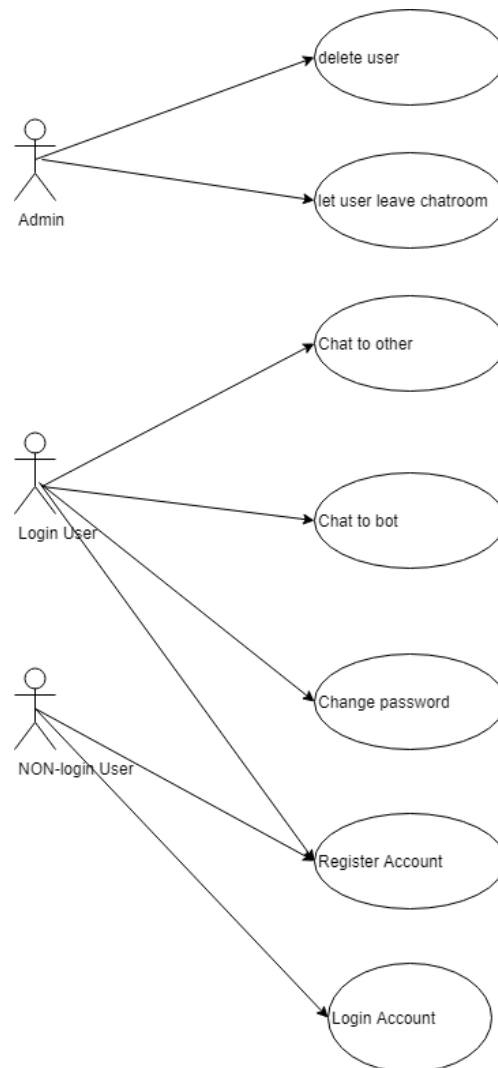 delete user
Admin
let user leave chatroom
Chat to other
Login User
Chat to bot
NON-login User
Change password
Register Account
Login Account